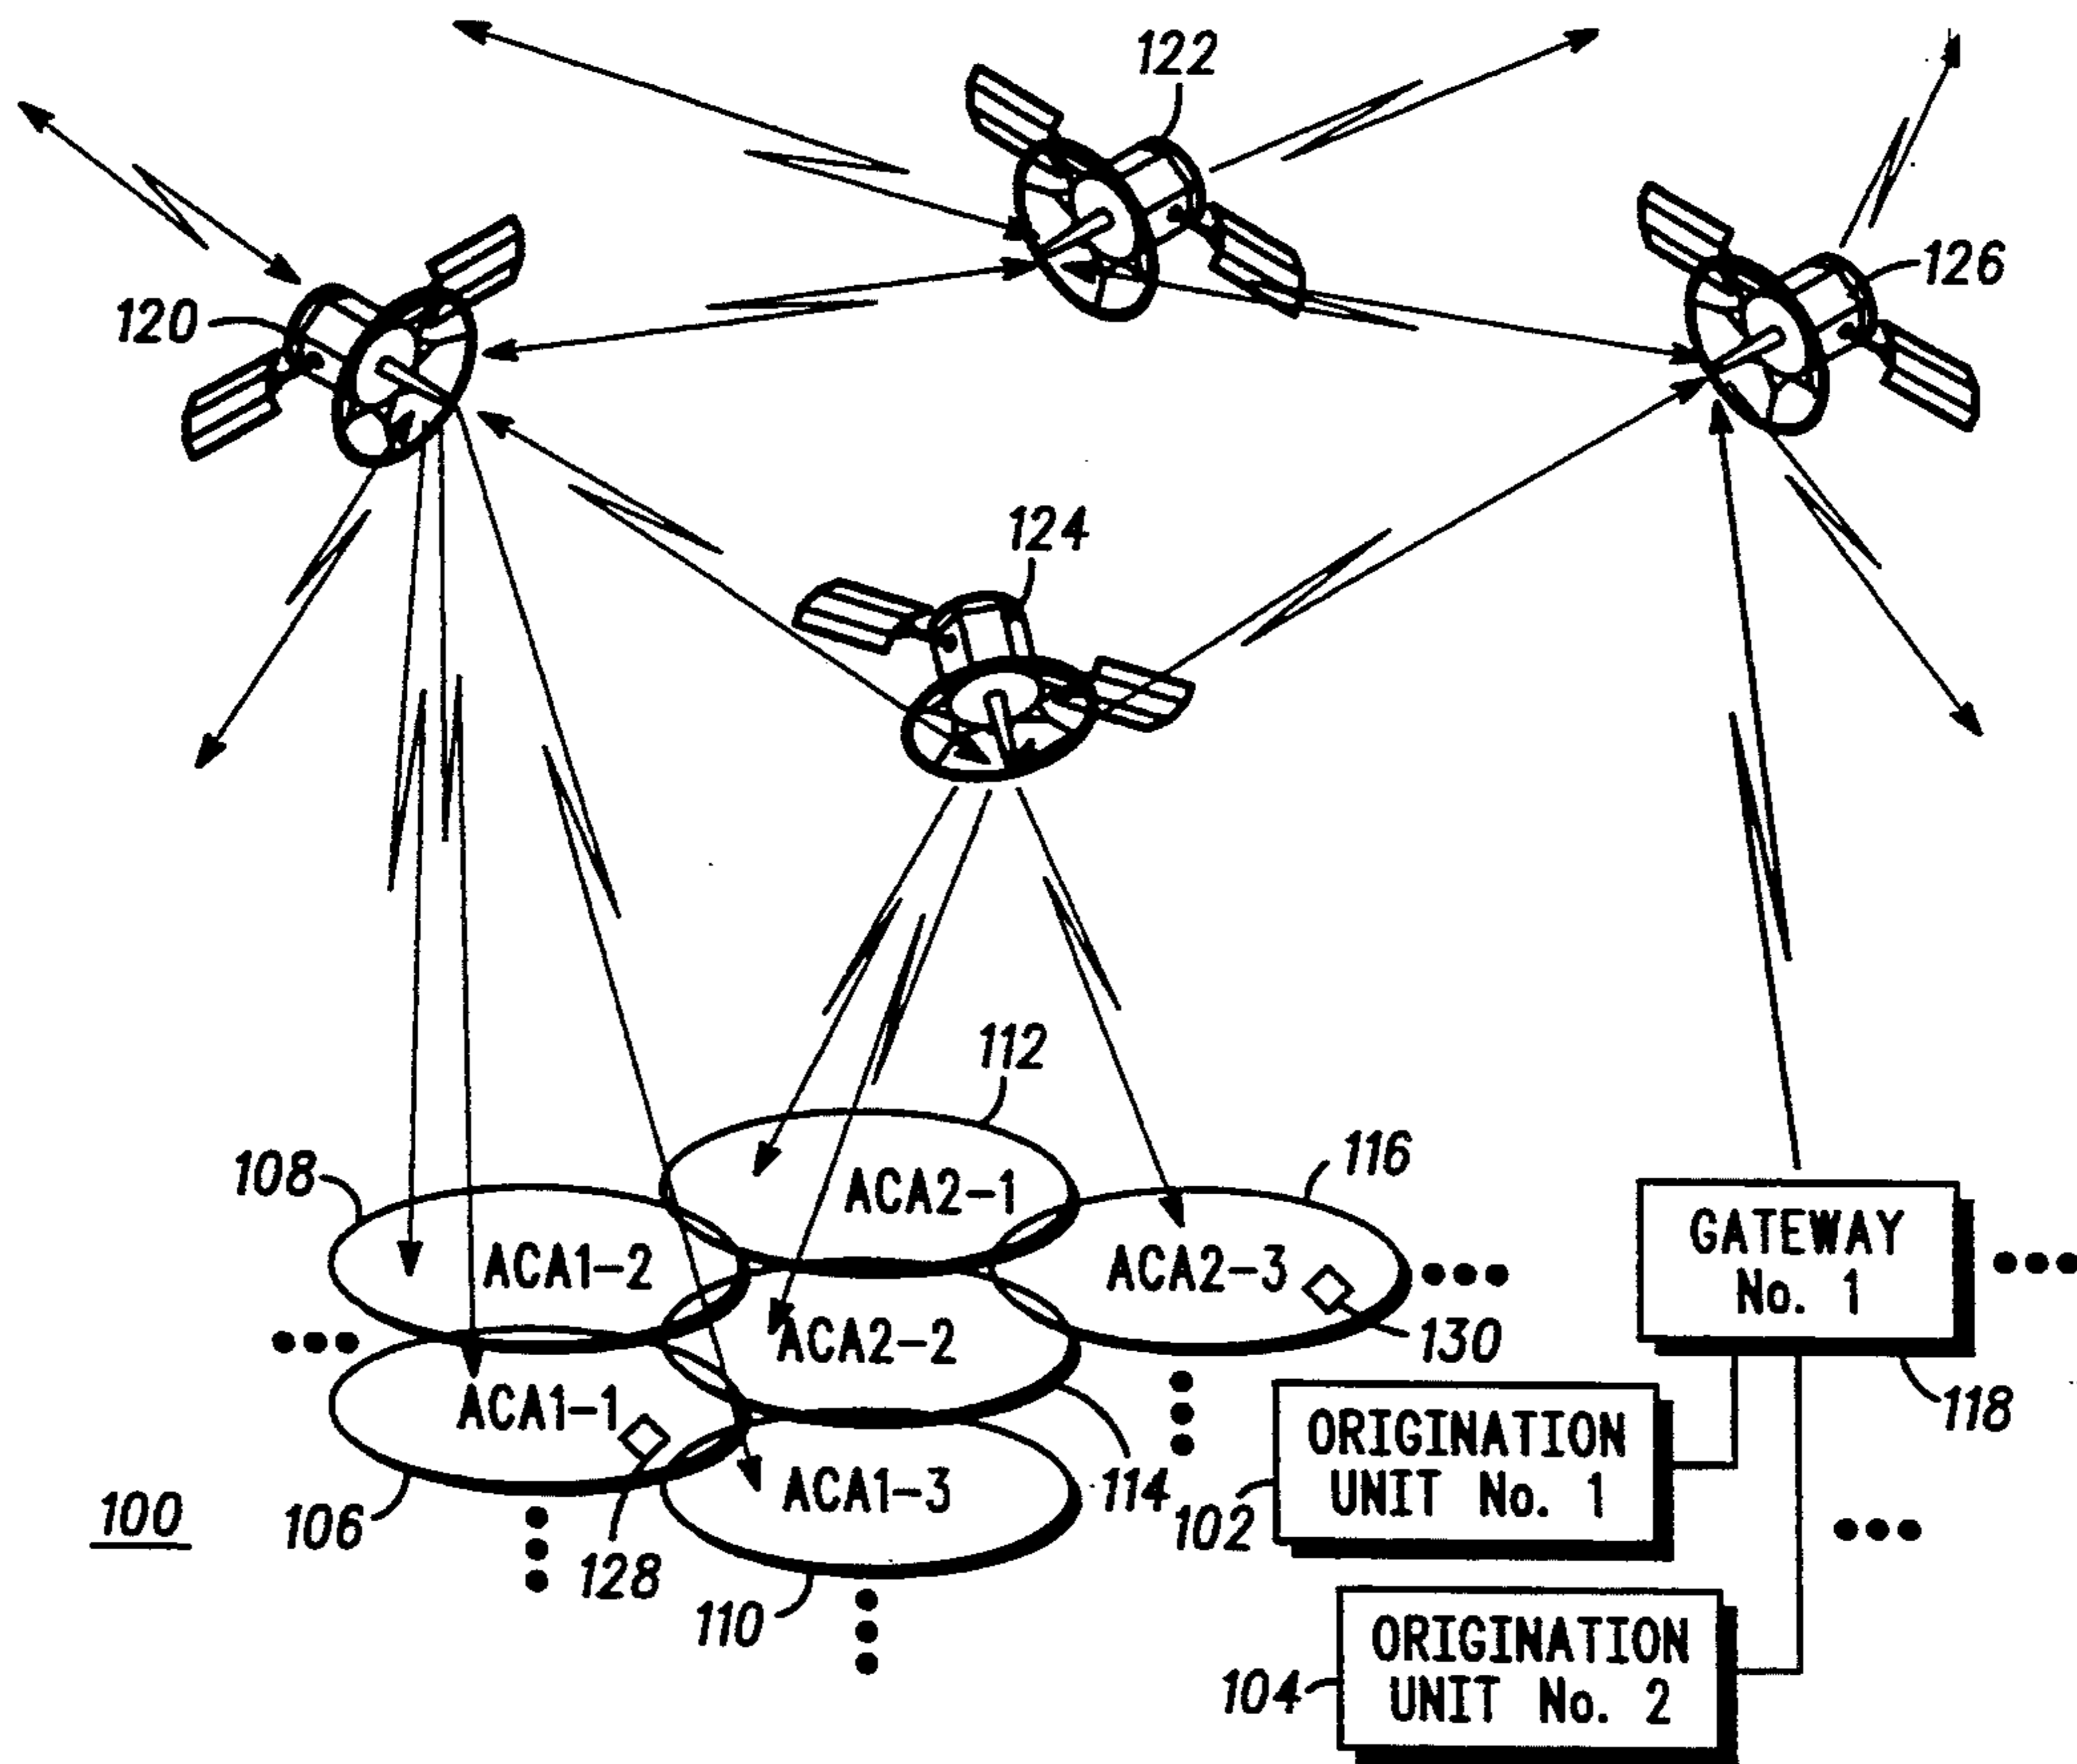 122
126
120
124
112
116
108
ACA2-1
GATEWAY
No. 1
ACA1-2
ACA2-3
ACA2-2
130
118
ACA1-1
ORIGINATION
UNIT No. 1
ACA1-3
114
102
100
106
128
110
ORIGINATION
UNIT No. 2
104